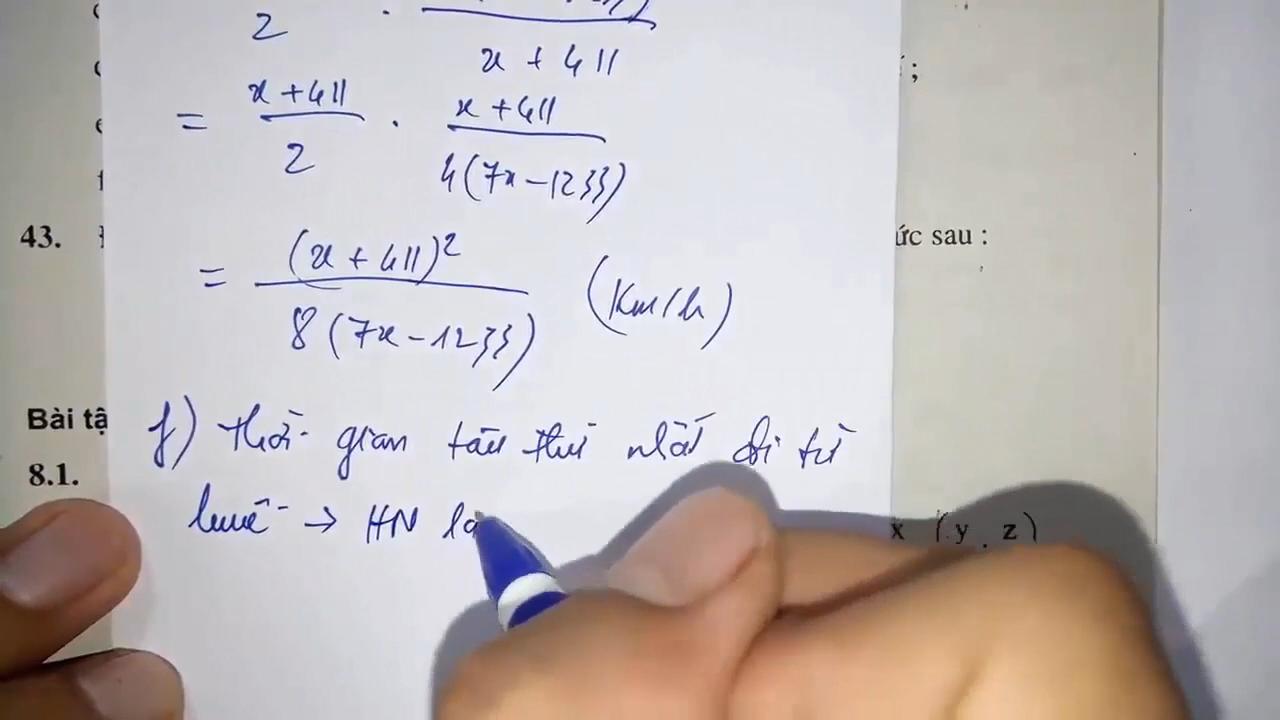 2 .
x + 411
= x + 411 / 2 . x + 411 / 4(7x - 1233)
= (x + 411)² / 8(7x - 1233) (Km/h)
43. ức sau :
f) thời gian tàu thứ nhất đi từ
Bài tậ
8.1.
huế → HN là
x (y . z)